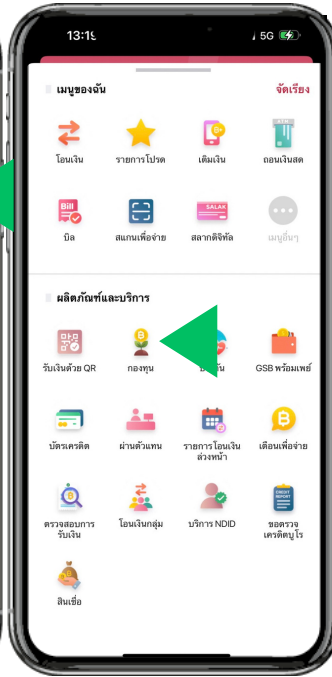 13:19
5G
เมนูของฉัน
จัดเรียง
โอนเงิน
รายการโปรด
เติมเงิน
ATM
ถอนเงินสด
Bill
บิล
สแกนเพื่อจ่าย
SALAK
สลากดิจิทัล
เมนูอื่นๆ
ผลิตภัณฑ์และบริการ
รับเงินด้วย QR
กองทุน
GSB พร้อมเพย์
บัตรเครดิต
ผ่านตัวแทน
รายการโอนเงิน
ล่วงหน้า
เตือนเพื่อจ่าย
ตรวจสอบการ
รับเงิน
โอนเงินกลุ่ม
บริการ NDID
CREDIT
REPORT
ขอตรวจ
เครดิตบูโร
สินเชื่อ